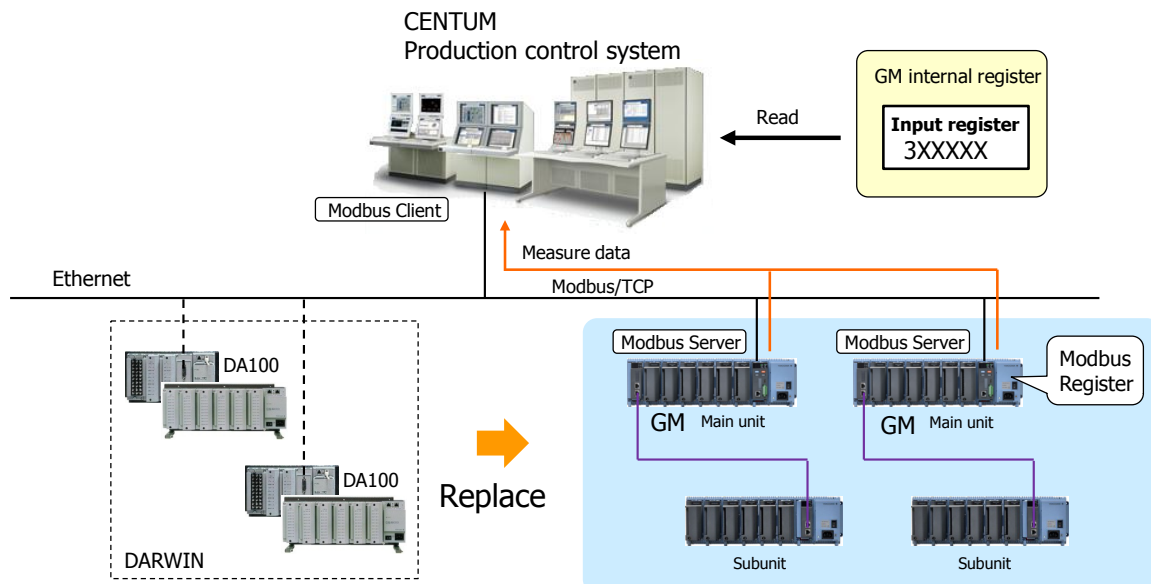 CENTUM
Production control system
GM internal register
Input register
3XXXXX
Read
Modbus Client
Measure data
Ethernet
Modbus/TCP
Modbus Server
Modbus Server
Modbus
Register
DA100
GM Main unit
GM Main unit
DA100
Replace
DARWIN
Subunit
Subunit